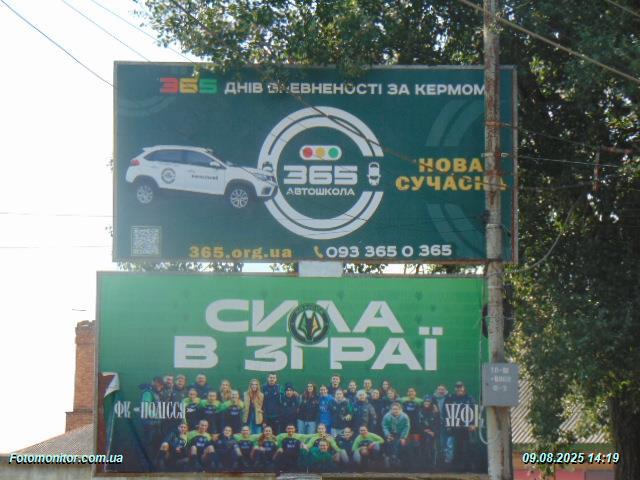 365 ДНІВ ВПЕВНЕНОСТІ ЗА КЕРМОМ
365
АВТОШКОЛА
НОВА
СУЧАСНА
365.org.ua
093 365 0 365
СИЛА
В ЗГРАЇ
ФК «ПОЛІССЯ»
ЖФК
Fotomonitor.com.ua
09.08.2025 14:19